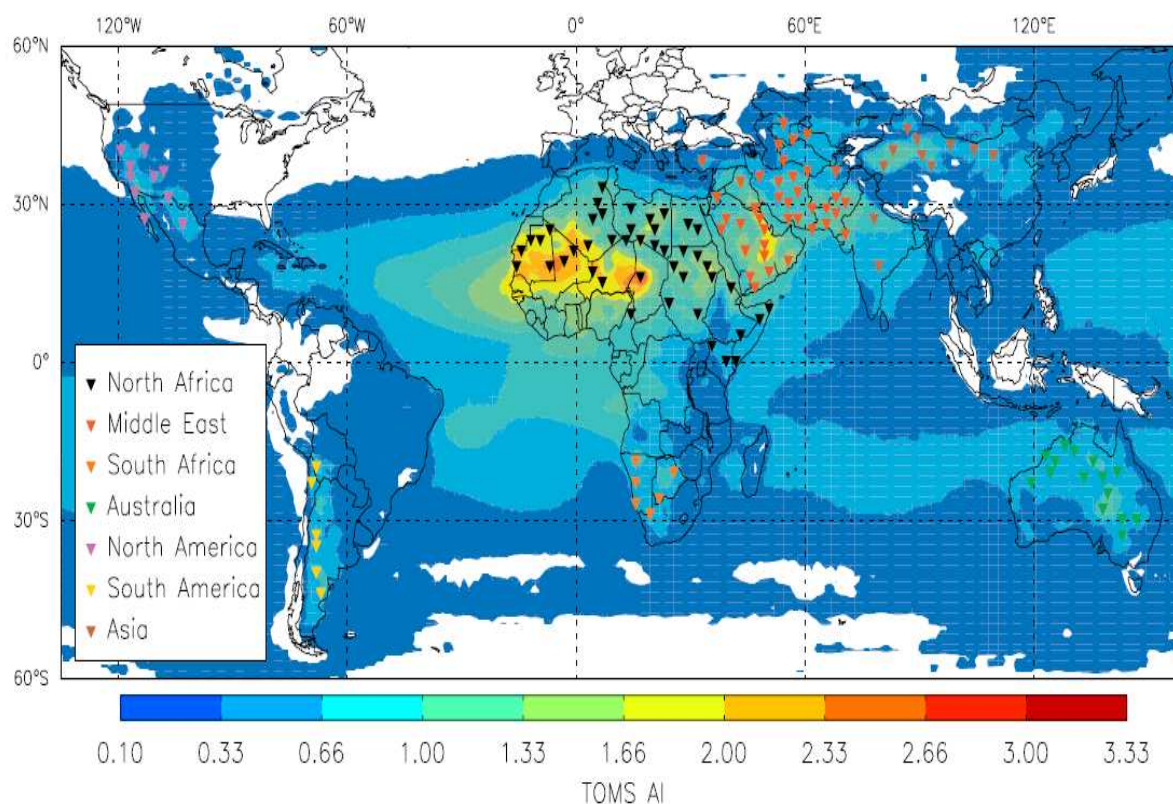 120°W 60°W 0° 60°E 120°E
60°N
30°N
0°
30°S
60°S
North Africa
Middle East
South Africa
Australia
North America
South America
Asia
0.10 0.33 0.66 1.00 1.33 1.66 2.00 2.33 2.66 3.00 3.33
TOMS AI